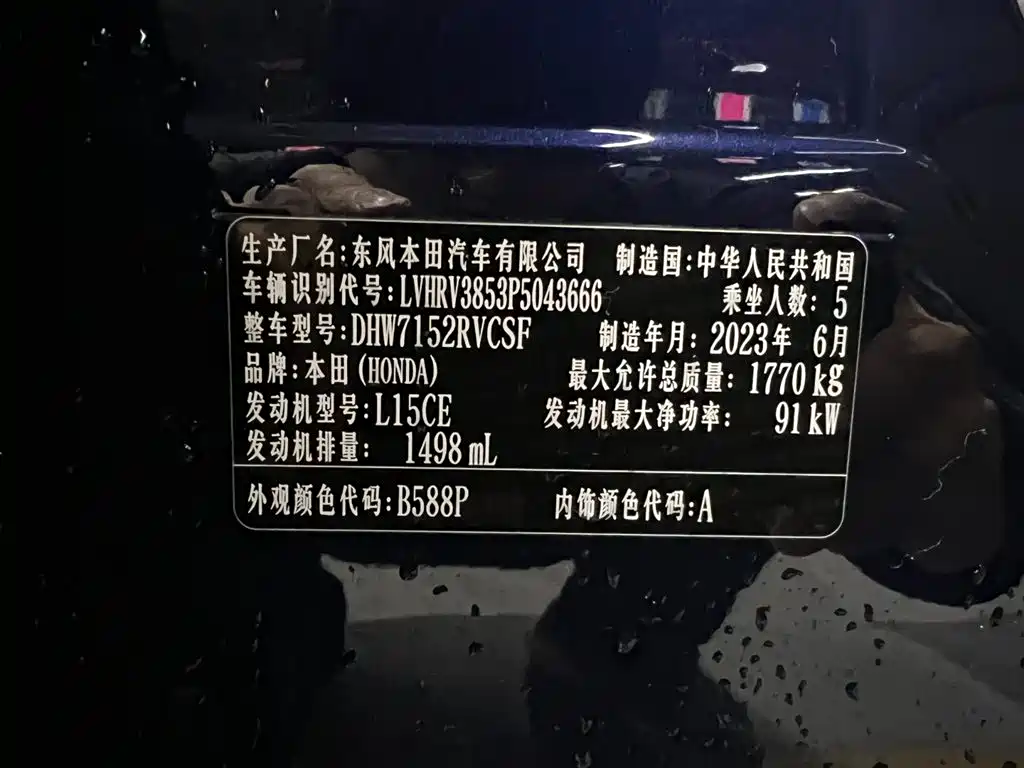 生产厂名:东风本田汽车有限公司 制造国:中华人民共和国
车辆识别代号:LVHRV3853P5043666 乘坐人数: 5
整车型号:DHW7152RVCSF 制造年月: 2023年 6月
品牌:本田(HONDA) 最大允许总质量: 1770 kg
发动机型号:L15CE 发动机最大净功率: 91 kW
发动机排量: 1498 mL
外观颜色代码:B588P 内饰颜色代码:A